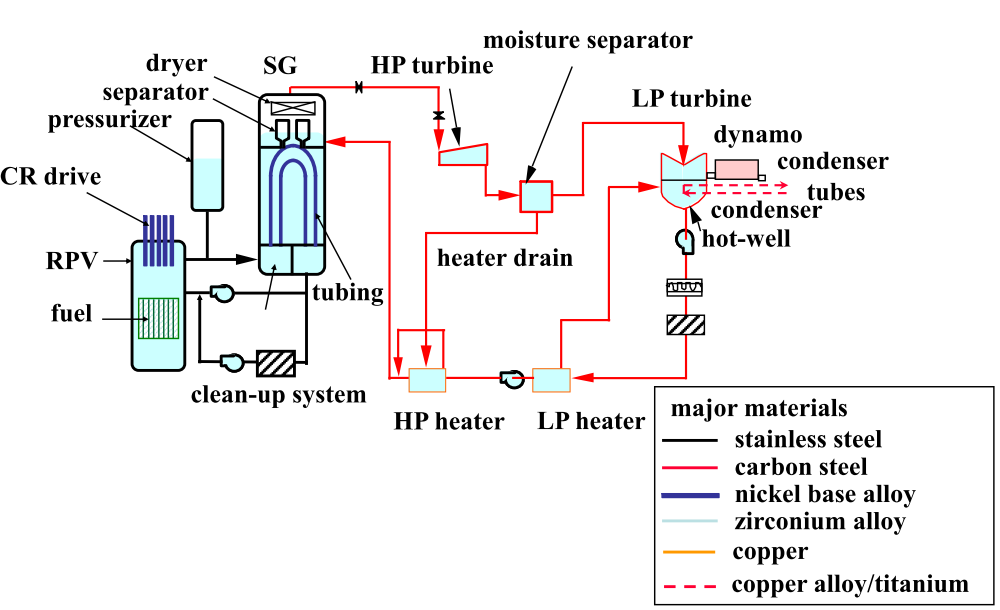 moisture separator
dryer
SG
HP turbine
separator
LP turbine
pressurizer
dynamo
condenser
CR drive
tubes
condenser
hot-well
RPV
heater drain
tubing
fuel
clean-up system
HP heater
LP heater
major materials
stainless steel
carbon steel
nickel base alloy
zirconium alloy
copper
copper alloy/titanium